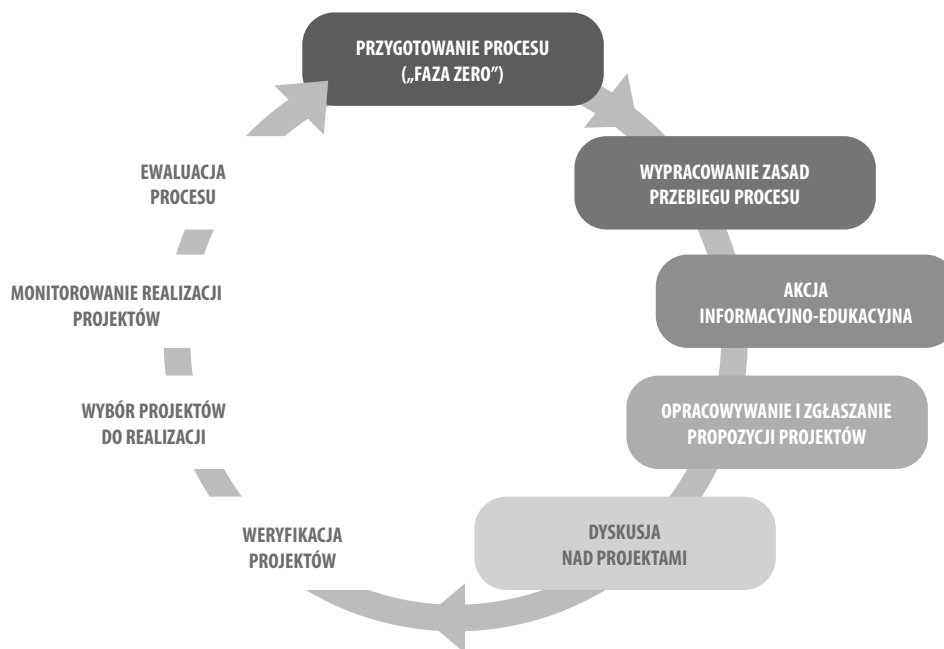 PRZYGOTOWANIE PROCESU
(„FAZA ZERO”)
WYPRACOWANIE ZASAD
PRZEBIEGU PROCESU
AKCJA
INFORMACYJNO-EDUKACYJNA
OPRACOWYWANIE I ZGŁASZANIE
PROPOZYCJI PROJEKTÓW
DYSKUSJA
NAD PROJEKTAMI
WERYFIKACJA
PROJEKTÓW
WYBÓR PROJEKTÓW
DO REALIZACJI
MONITOROWANIE REALIZACJI
PROJEKTÓW
EWALUACJA
PROCESU